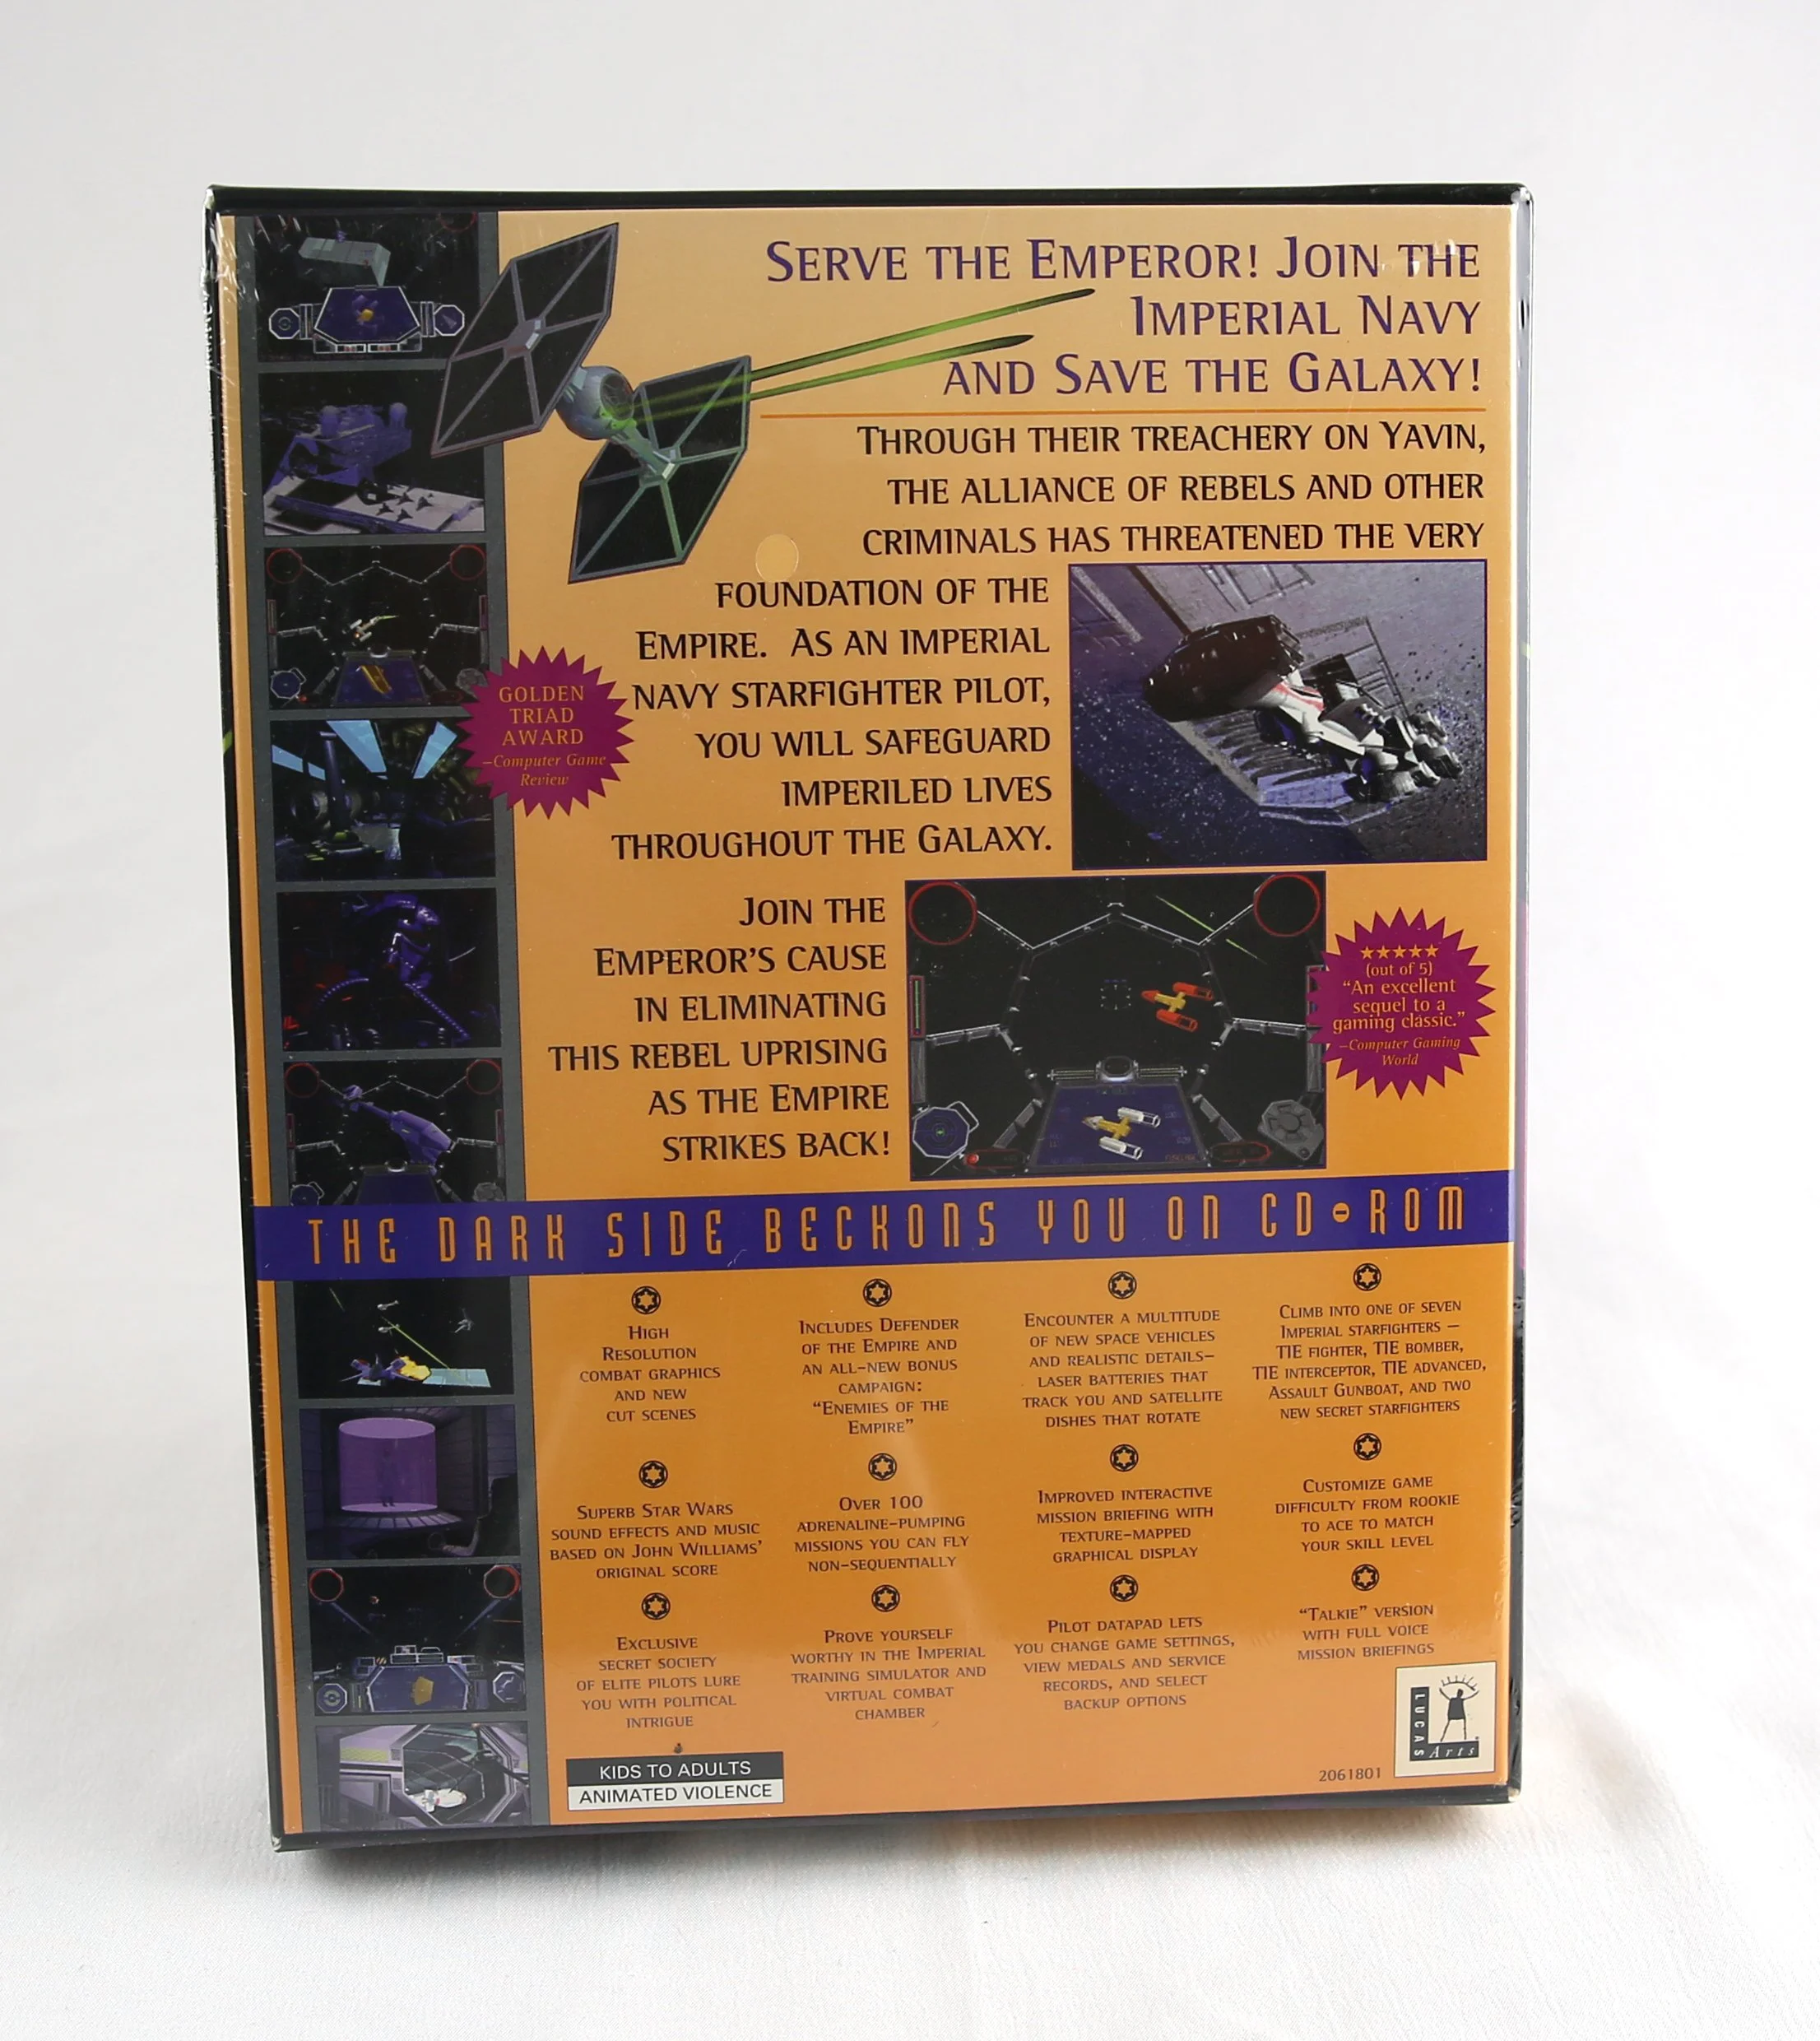 SERVE THE EMPEROR! JOIN THE
IMPERIAL NAVY
AND SAVE THE GALAXY!
THROUGH THEIR TREACHERY ON YAVIN,
THE ALLIANCE OF REBELS AND OTHER
CRIMINALS HAS THREATENED THE VERY
FOUNDATION OF THE
EMPIRE. AS AN IMPERIAL
NAVY STARFIGHTER PILOT,
YOU WILL SAFEGUARD
IMPERILED LIVES
THROUGHOUT THE GALAXY.
GOLDEN
TRIAD
AWARD
–Computer Game
Review
JOIN THE
EMPEROR'S CAUSE
IN ELIMINATING
THIS REBEL UPRISING
AS THE EMPIRE
STRIKES BACK!
★★★★★
(out of 5)
"An excellent
sequel to a
gaming classic."
–Computer Gaming
World
THE DARK SIDE BECKONS YOU ON CD-ROM
HIGH
RESOLUTION
COMBAT GRAPHICS
AND NEW
CUT SCENES
INCLUDES DEFENDER
OF THE EMPIRE AND
AN ALL-NEW BONUS
CAMPAIGN:
"ENEMIES OF THE
EMPIRE"
ENCOUNTER A MULTITUDE
OF NEW SPACE VEHICLES
AND REALISTIC DETAILS–
LASER BATTERIES THAT
TRACK YOU AND SATELLITE
DISHES THAT ROTATE
CLIMB INTO ONE OF SEVEN
IMPERIAL STARFIGHTERS –
TIE FIGHTER, TIE BOMBER,
TIE INTERCEPTOR, TIE ADVANCED,
ASSAULT GUNBOAT, AND TWO
NEW SECRET STARFIGHTERS
SUPERB STAR WARS
SOUND EFFECTS AND MUSIC
BASED ON JOHN WILLIAMS'
ORIGINAL SCORE
OVER 100
ADRENALINE-PUMPING
MISSIONS YOU CAN FLY
NON-SEQUENTIALLY
IMPROVED INTERACTIVE
MISSION BRIEFING WITH
TEXTURE-MAPPED
GRAPHICAL DISPLAY
CUSTOMIZE GAME
DIFFICULTY FROM ROOKIE
TO ACE TO MATCH
YOUR SKILL LEVEL
EXCLUSIVE
SECRET SOCIETY
OF ELITE PILOTS LURE
YOU WITH POLITICAL
INTRIGUE
PROVE YOURSELF
WORTHY IN THE IMPERIAL
TRAINING SIMULATOR AND
VIRTUAL COMBAT
CHAMBER
PILOT DATAPAD LETS
YOU CHANGE GAME SETTINGS,
VIEW MEDALS AND SERVICE
RECORDS, AND SELECT
BACKUP OPTIONS
"TALKIE" VERSION
WITH FULL VOICE
MISSION BRIEFINGS
KIDS TO ADULTS
ANIMATED VIOLENCE
2061801
LUCAS
Arts